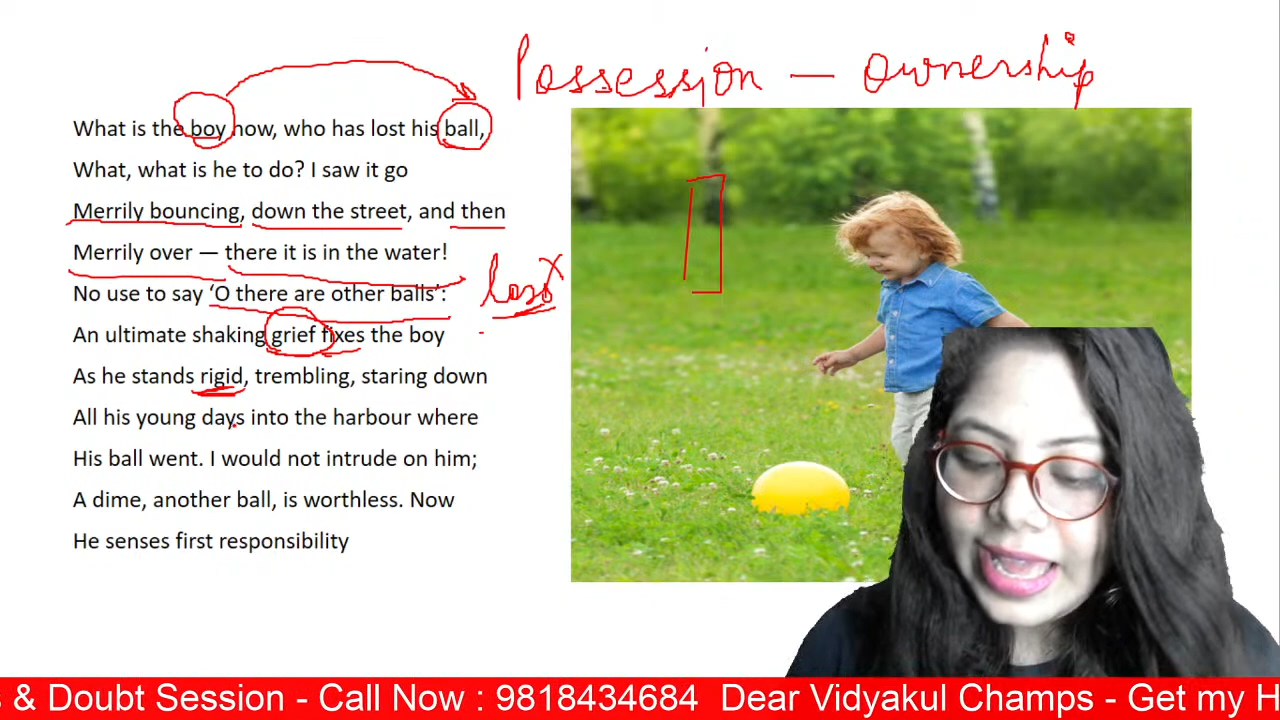 Possession — ownership
What is the boy now, who has lost his ball,
What, what is he to do? I saw it go
Merrily bouncing, down the street, and then
Merrily over — there it is in the water!
No use to say ‘O there are other balls’:
lost
An ultimate shaking grief fixes the boy
As he stands rigid, trembling, staring down
All his young days into the harbour where
His ball went. I would not intrude on him;
A dime, another ball, is worthless. Now
He senses first responsibility
s & Doubt Session - Call Now : 9818434684 Dear Vidyakul Champs - Get my H